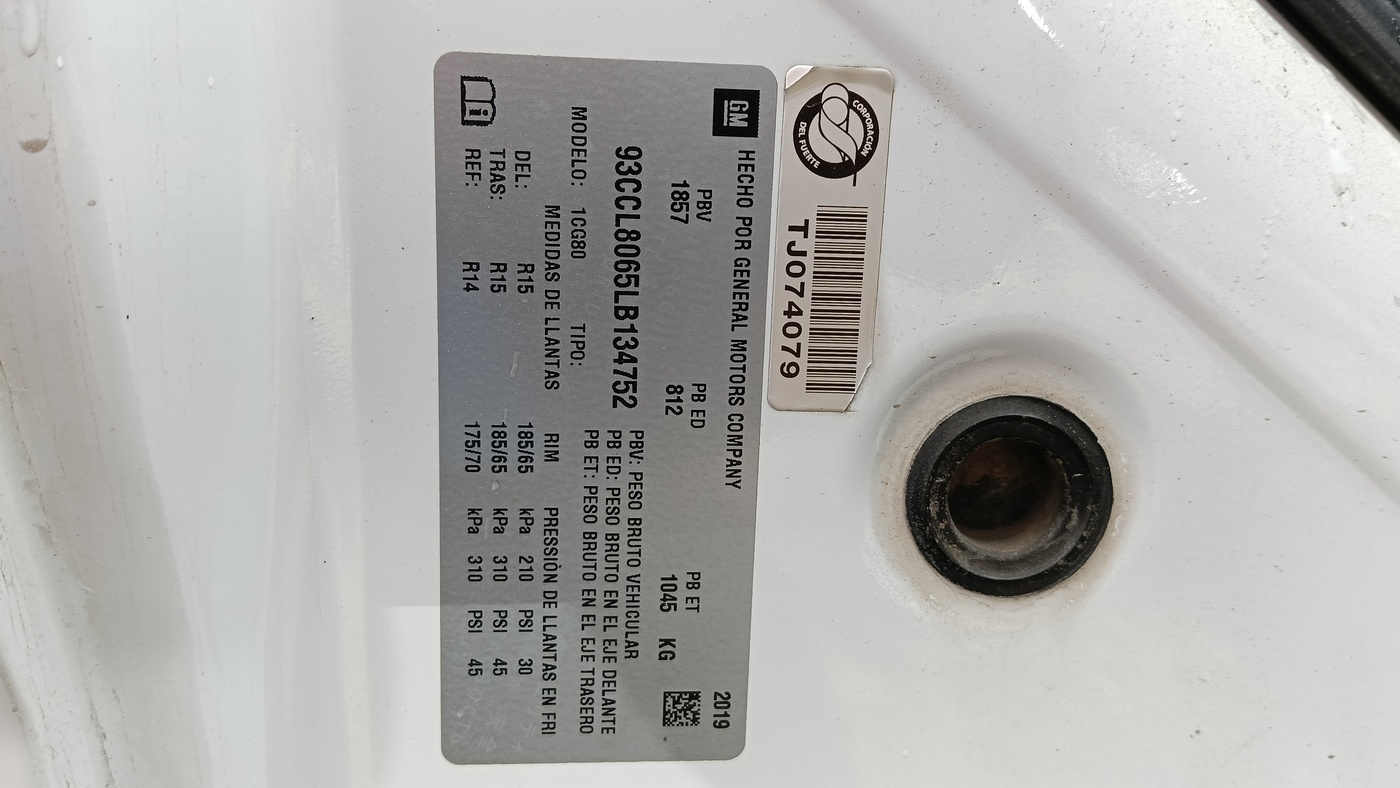 CORPORACIÓN
DEL FUERTE
TJ074079
GM
HECHO POR GENERAL MOTORS COMPANY 2019
PBV PB ED PB ET
1857 812 1045 KG
93CCL8065LB134752
PBV: PESO BRUTO VEHICULAR
PB ED: PESO BRUTO EN EL EJE DELANTE
PB ET: PESO BRUTO EN EL EJE TRASERO
MODELO: 1CG80 TIPO:
MEDIDAS DE LLANTAS RIM PRESSIÒN DE LLANTAS EN FRI
DEL: R15 185/65 kPa 210 PSI 30
TRAS: R15 185/65 kPa 310 PSI 45
REF: R14 175/70 kPa 310 PSI 45